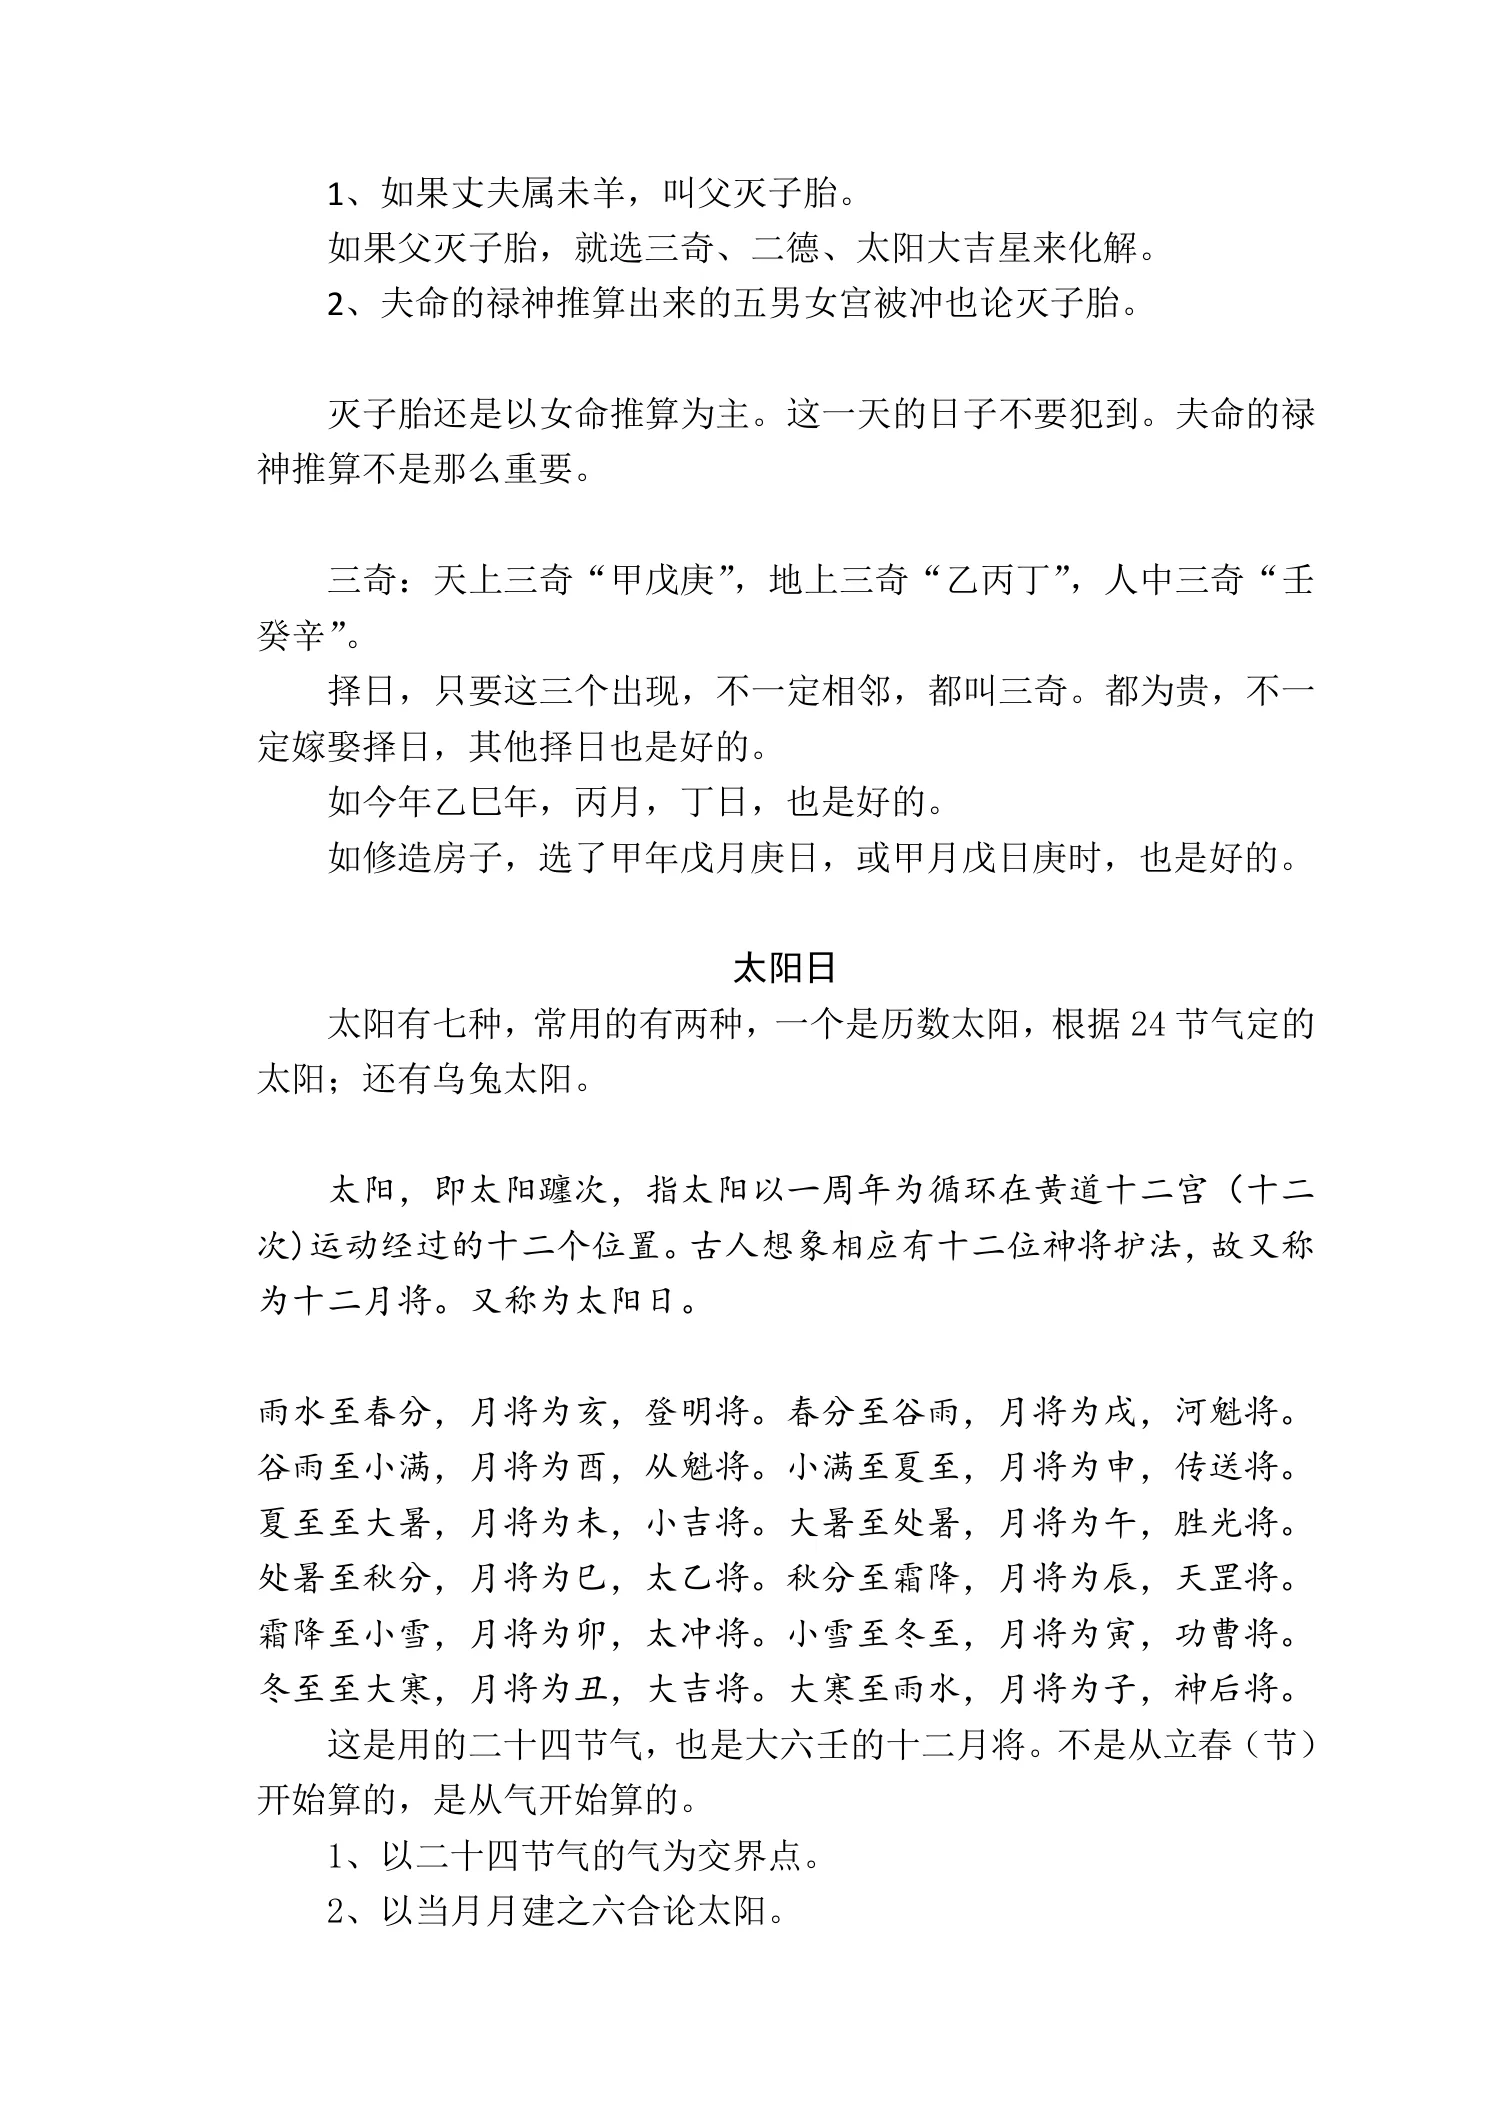 1、如果丈夫属未羊，叫父灭子胎。
如果父灭子胎，就选三奇、二德、太阳大吉星来化解。
2、夫命的禄神推算出来的五男女宫被冲也论灭子胎。
灭子胎还是以女命推算为主。这一天的日子不要犯到。夫命的禄
神推算不是那么重要。
三奇：天上三奇“甲戊庚”，地上三奇“乙丙丁”，人中三奇“壬
癸辛”。
择日，只要这三个出现，不一定相邻，都叫三奇。都为贵，不一
定嫁娶择日，其他择日也是好的。
如今年乙巳年，丙月，丁日，也是好的。
如修造房子，选了甲年戊月庚日，或甲月戊日庚时，也是好的。
太阳日
太阳有七种，常用的有两种，一个是历数太阳，根据 24 节气定的
太阳；还有乌兔太阳。
太阳，即太阳躔次，指太阳以一周年为循环在黄道十二宫（十二
次)运动经过的十二个位置。古人想象相应有十二位神将护法，故又称
为十二月将。又称为太阳日。
雨水至春分，月将为亥，登明将。春分至谷雨，月将为戌，河魁将。
谷雨至小满，月将为酉，从魁将。小满至夏至，月将为申，传送将。
夏至至大暑，月将为未，小吉将。大暑至处暑，月将为午，胜光将。
处暑至秋分，月将为巳，太乙将。秋分至霜降，月将为辰，天罡将。
霜降至小雪，月将为卯，太冲将。小雪至冬至，月将为寅，功曹将。
冬至至大寒，月将为丑，大吉将。大寒至雨水，月将为子，神后将。
这是用的二十四节气，也是大六壬的十二月将。不是从立春（节）
开始算的，是从气开始算的。
1、以二十四节气的气为交界点。
2、以当月月建之六合论太阳。